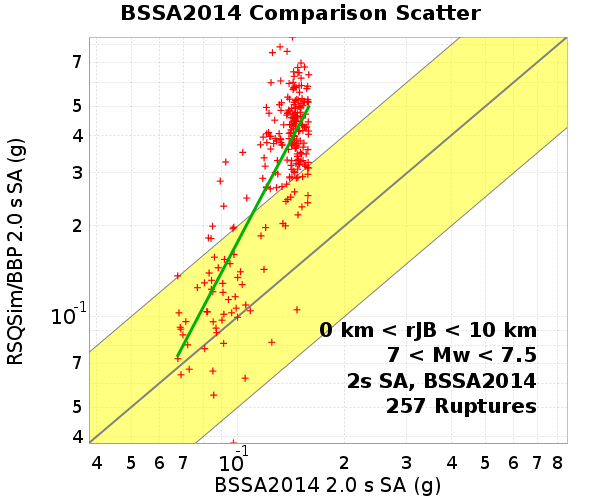 BSSA2014 Comparison Scatter
RSQSim/BBP 2.0 s SA (g)
7
5
4
3
2
10^-1
7
5
4
0 km < rJB < 10 km
7 < Mw < 7.5
2s SA, BSSA2014
257 Ruptures
4 5 6 7 10^-1 2 3 4 5 6 7 8
BSSA2014 2.0 s SA (g)